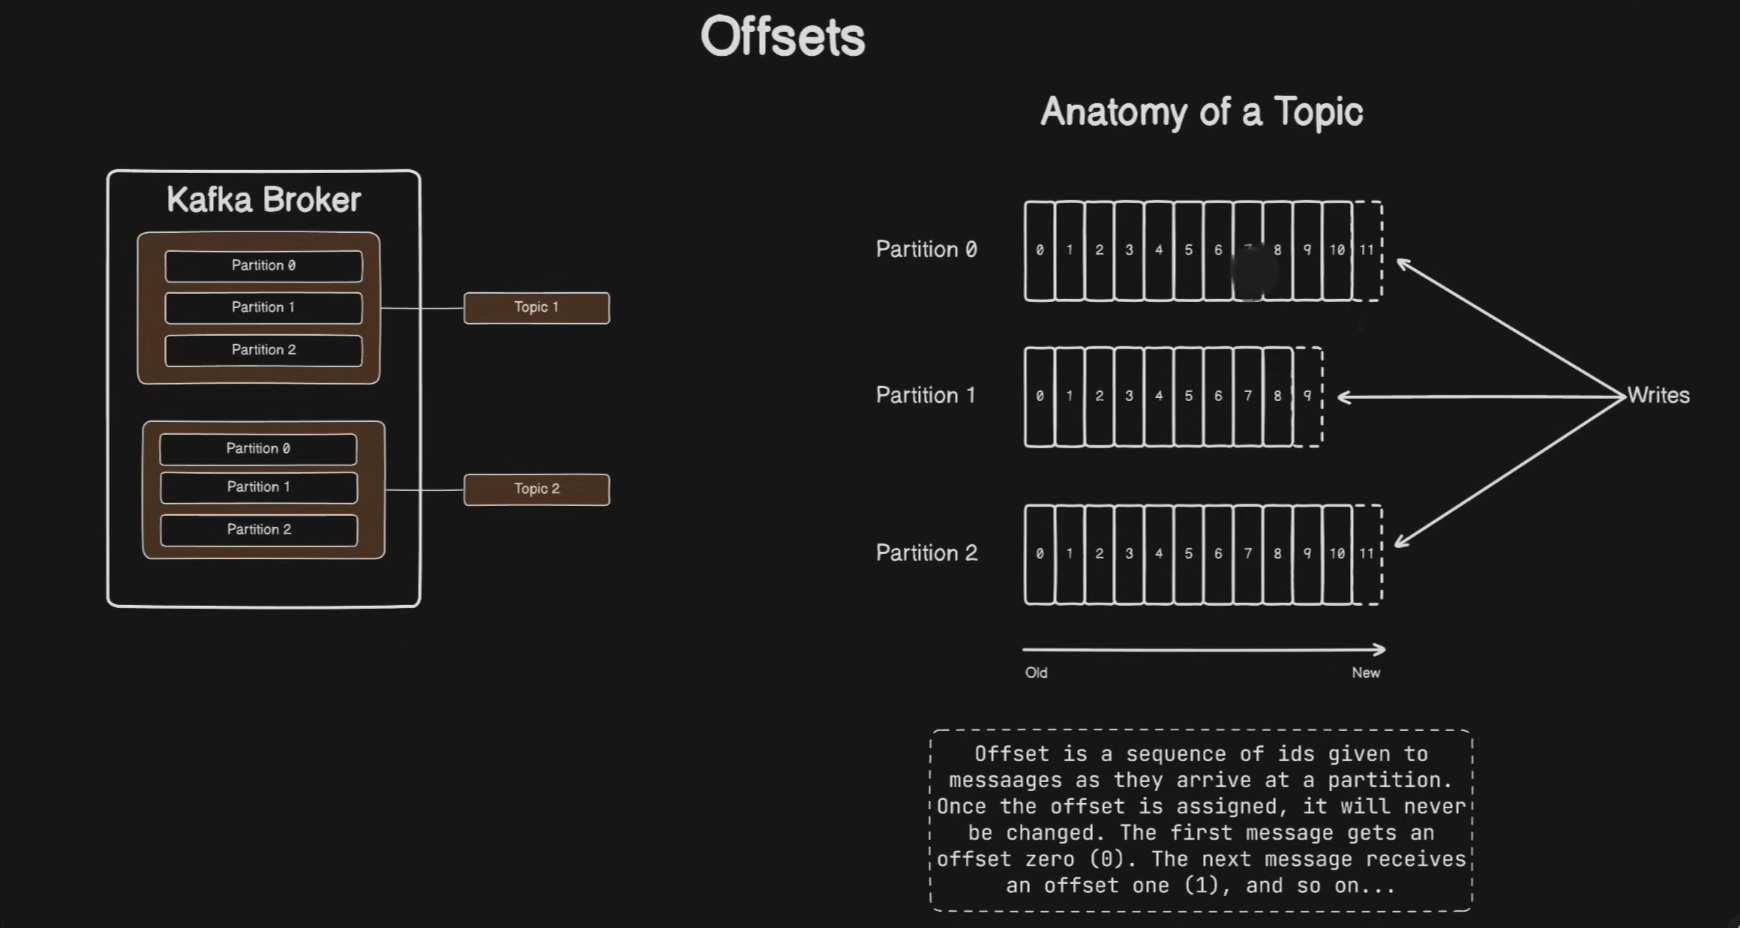 Offsets
Anatomy of a Topic
Kafka Broker
Partition 0
Partition 1
Partition 2
Topic 1
Partition 0
Partition 1
Partition 2
Topic 2
Partition 0
0 1 2 3 4 5 6 8 9 10 11
Partition 1
0 1 2 3 4 5 6 7 8 9
Writes
Partition 2
0 1 2 3 4 5 6 7 8 9 10 11
Old
New
Offset is a sequence of ids given to
messaages as they arrive at a partition.
Once the offset is assigned, it will never
be changed. The first message gets an
offset zero (0). The next message receives
an offset one (1), and so on...